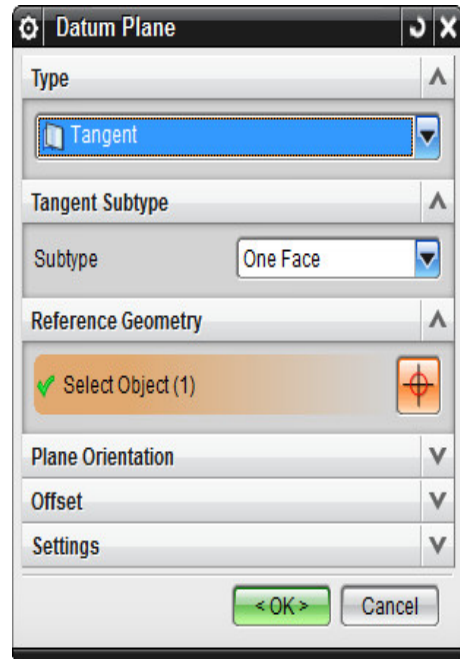 Datum Plane
Type
Tangent
Tangent Subtype
Subtype One Face
Reference Geometry
Select Object (1)
Plane Orientation
Offset
Settings
< OK > Cancel